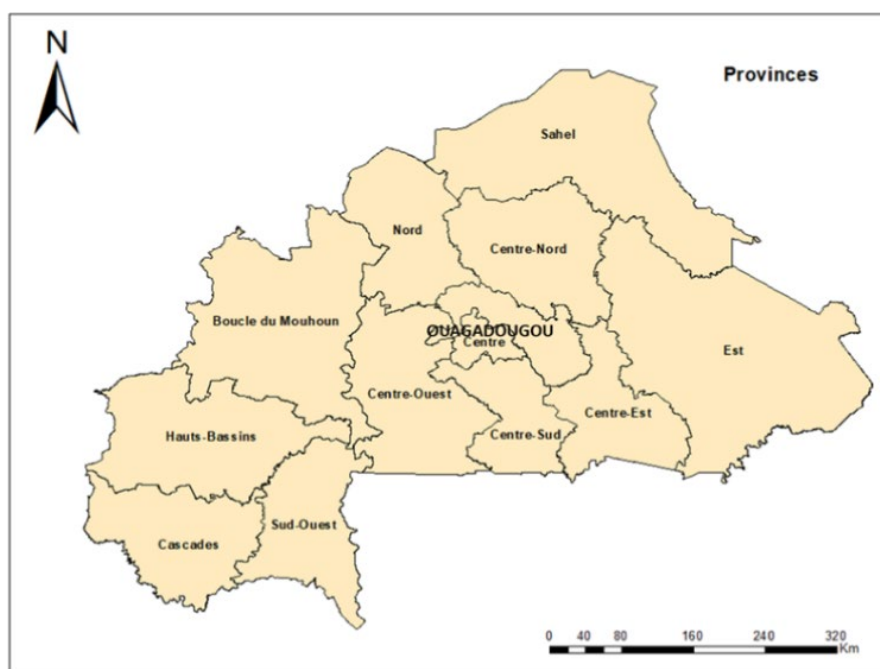 N
Provinces
Sahel
Nord
Centre-Nord
Boucle du Mouhoun
OUAGADOUGOU
Centre
Est
Centre-Ouest
Centre-Est
Hauts-Bassins
Centre-Sud
Sud-Ouest
Cascades
0 40 80 160 240 320
Km